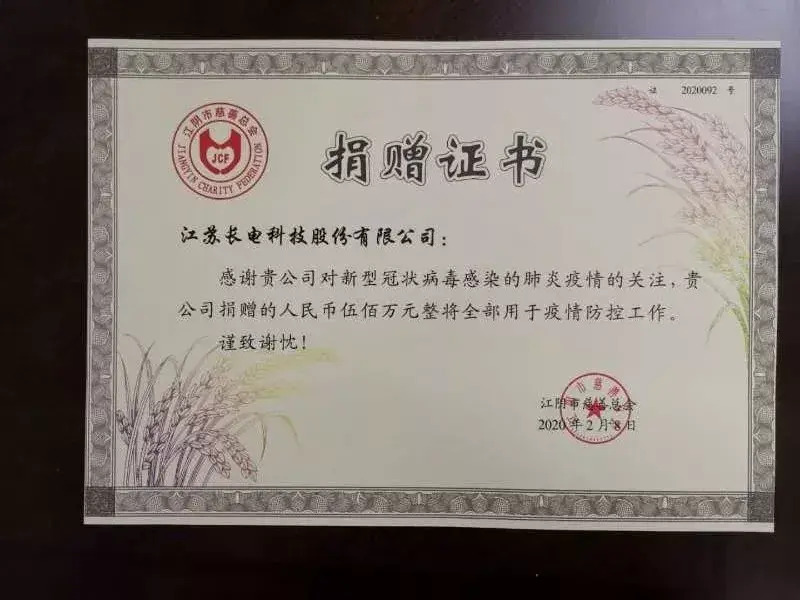 证 2020092 号
江阴市慈善总会
JCF
JIANGYIN CHARITY FEDERATION
捐赠证书
江苏长电科技股份有限公司：
感谢贵公司对新型冠状病毒感染的肺炎疫情的关注，贵
公司捐赠的人民币伍佰万元整将全部用于疫情防控工作。
谨致谢忱！
江阴市慈善总会
2020 年 2 月 8 日